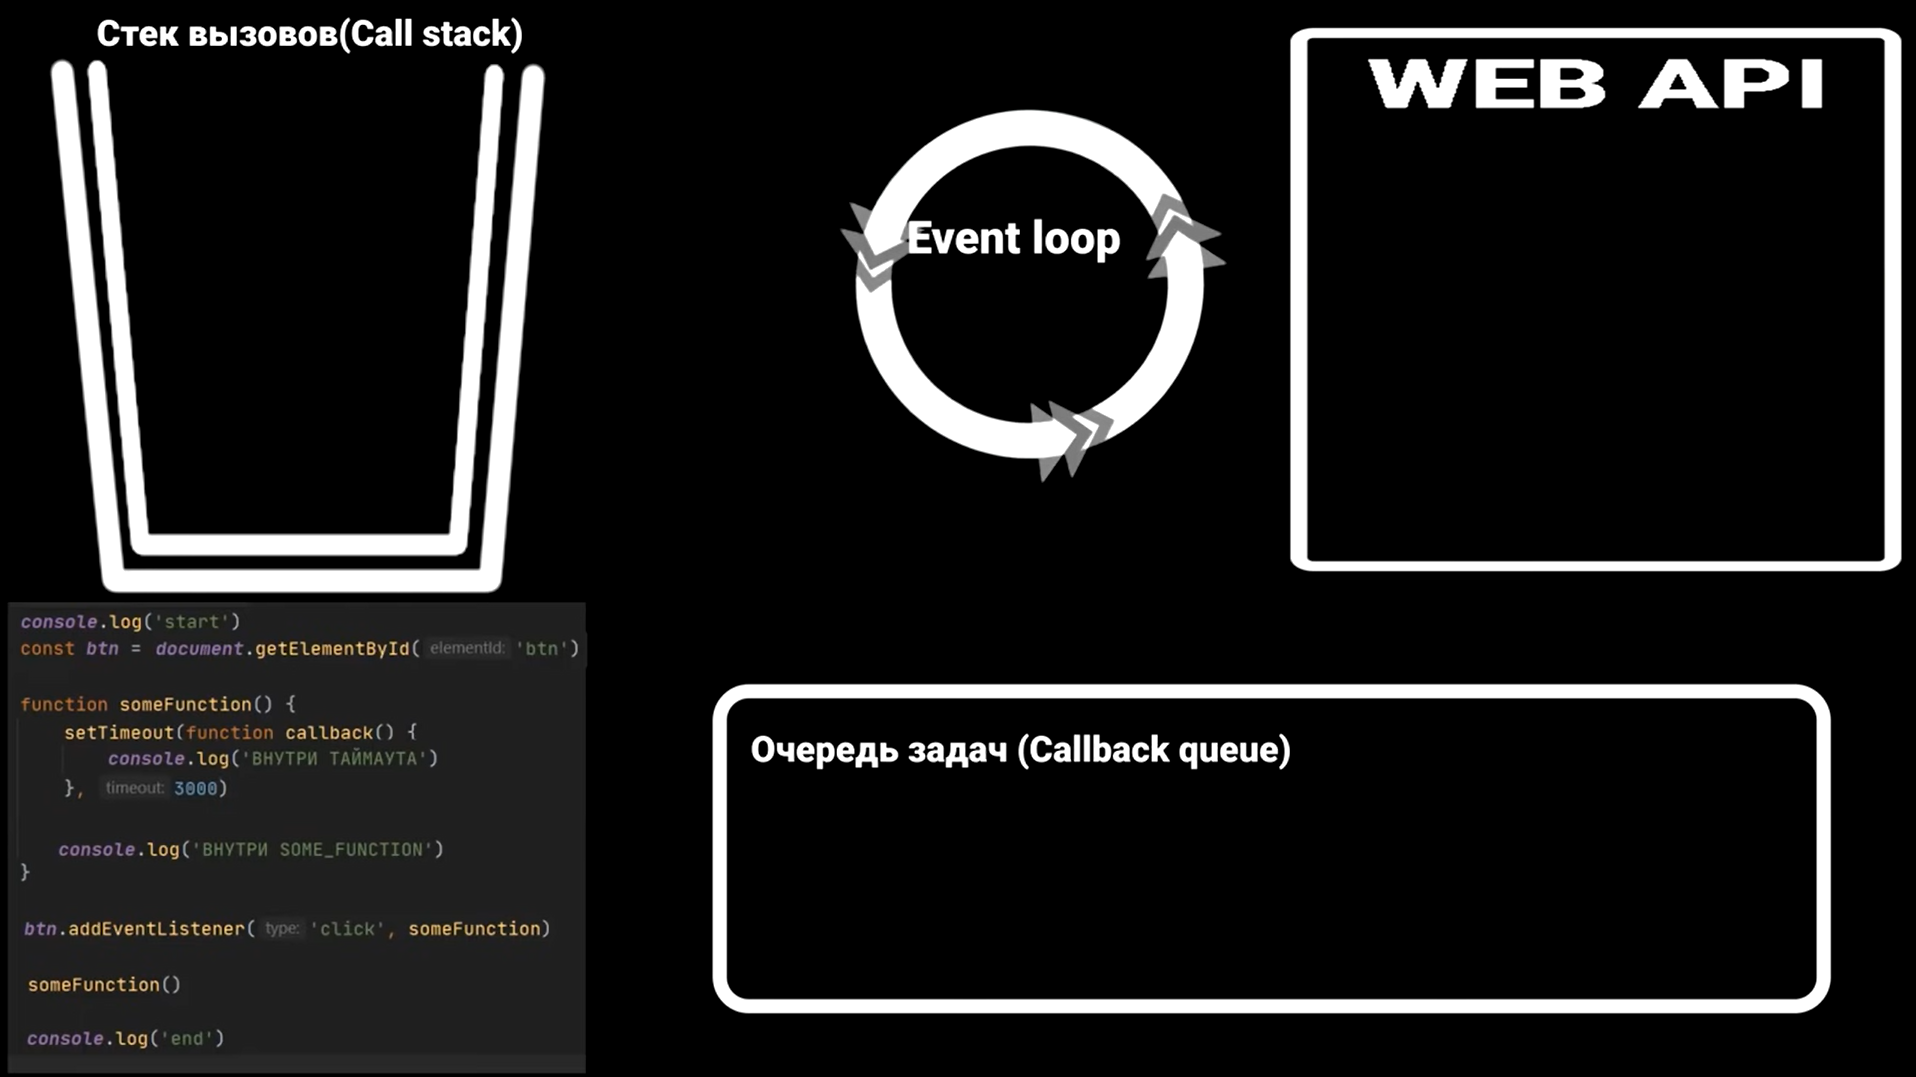 Стек вызовов(Call stack)
Event loop
WEB API
console.log('start')
const btn = document.getElementById( elementId: 'btn')
function someFunction() {
setTimeout(function callback() {
console.log('ВНУТРИ ТАЙМАУТА')
}, timeout: 3000)
console.log('ВНУТРИ SOME_FUNCTION')
}
btn.addEventListener( type: 'click', someFunction)
someFunction()
console.log('end')
Очередь задач (Callback queue)